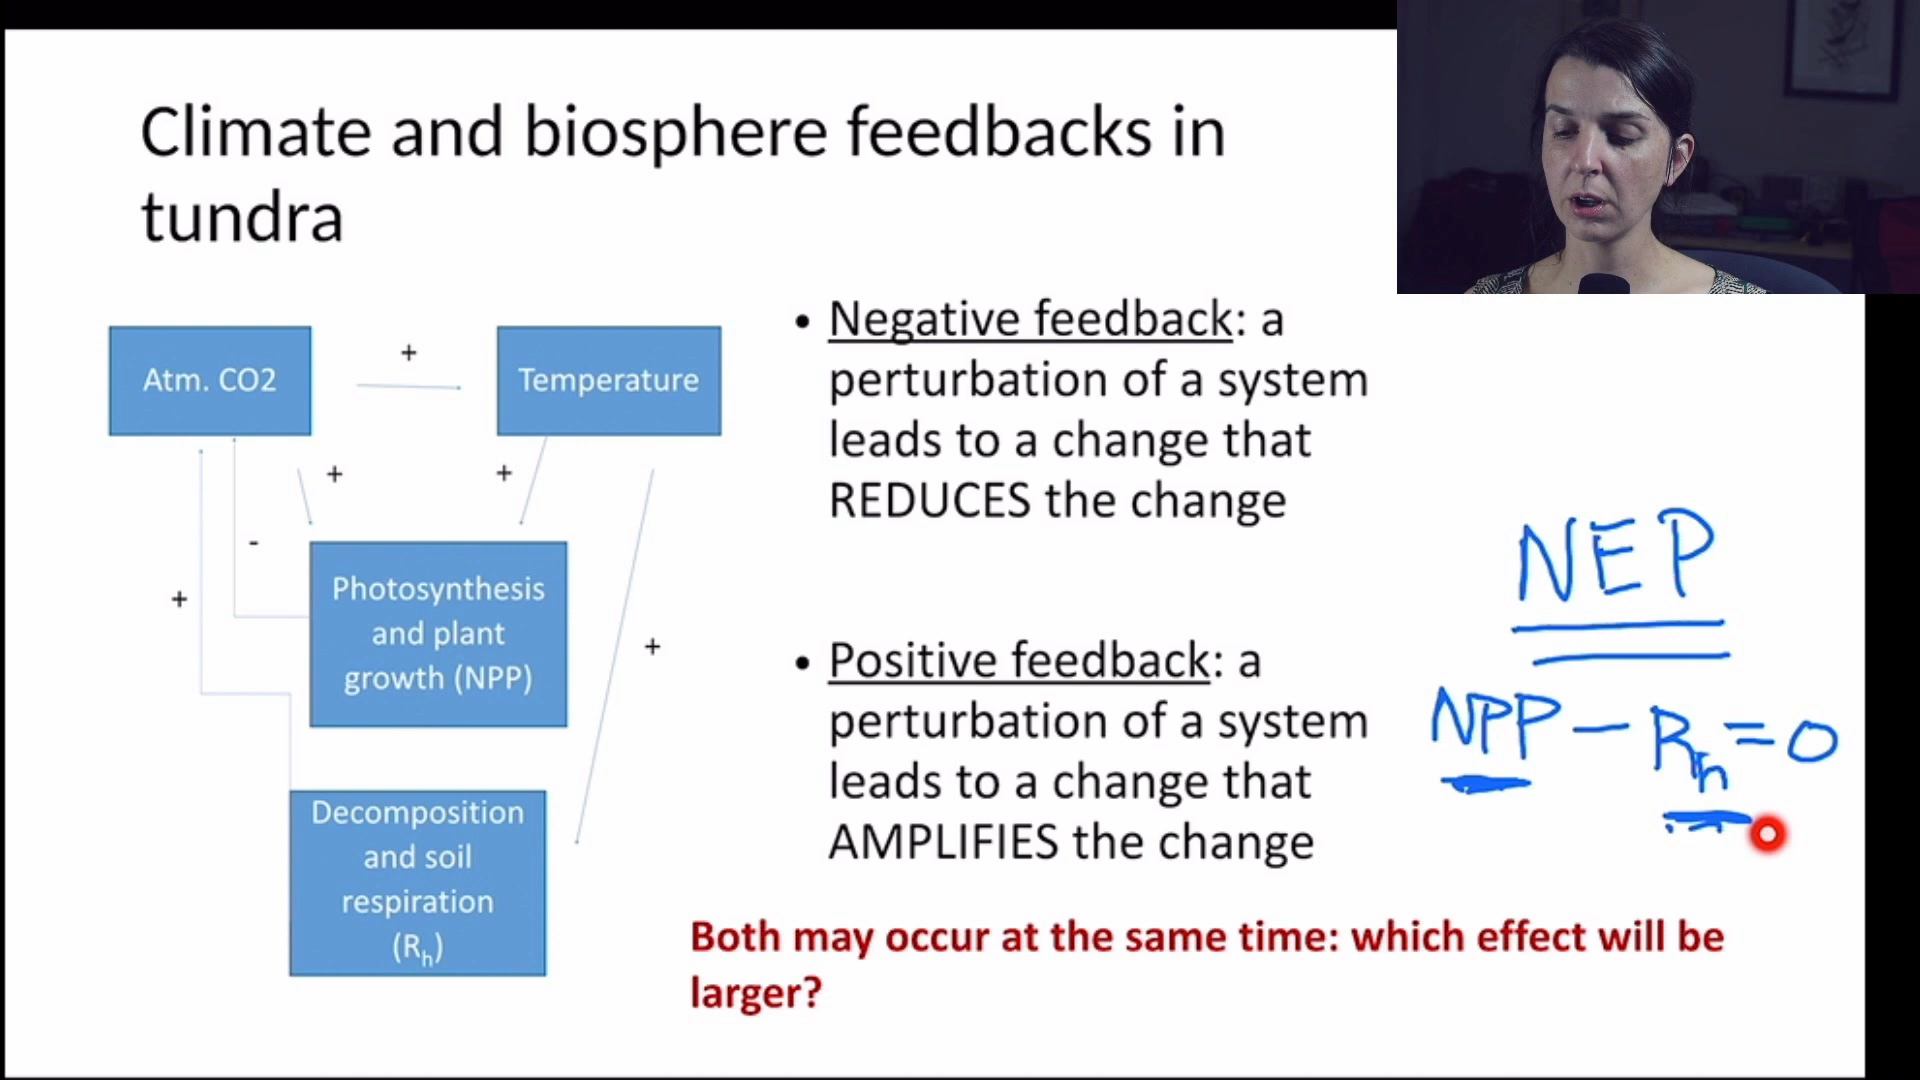 Climate and biosphere feedbacks in
tundra
Atm. CO2
+
Temperature
+
+
-
+
Photosynthesis
and plant
growth (NPP)
+
Decomposition
and soil
respiration
(Rh)
• Negative feedback: a
perturbation of a system
leads to a change that
REDUCES the change
• Positive feedback: a
perturbation of a system
leads to a change that
AMPLIFIES the change
NEP
NPP - Rh = 0
Both may occur at the same time: which effect will be
larger?